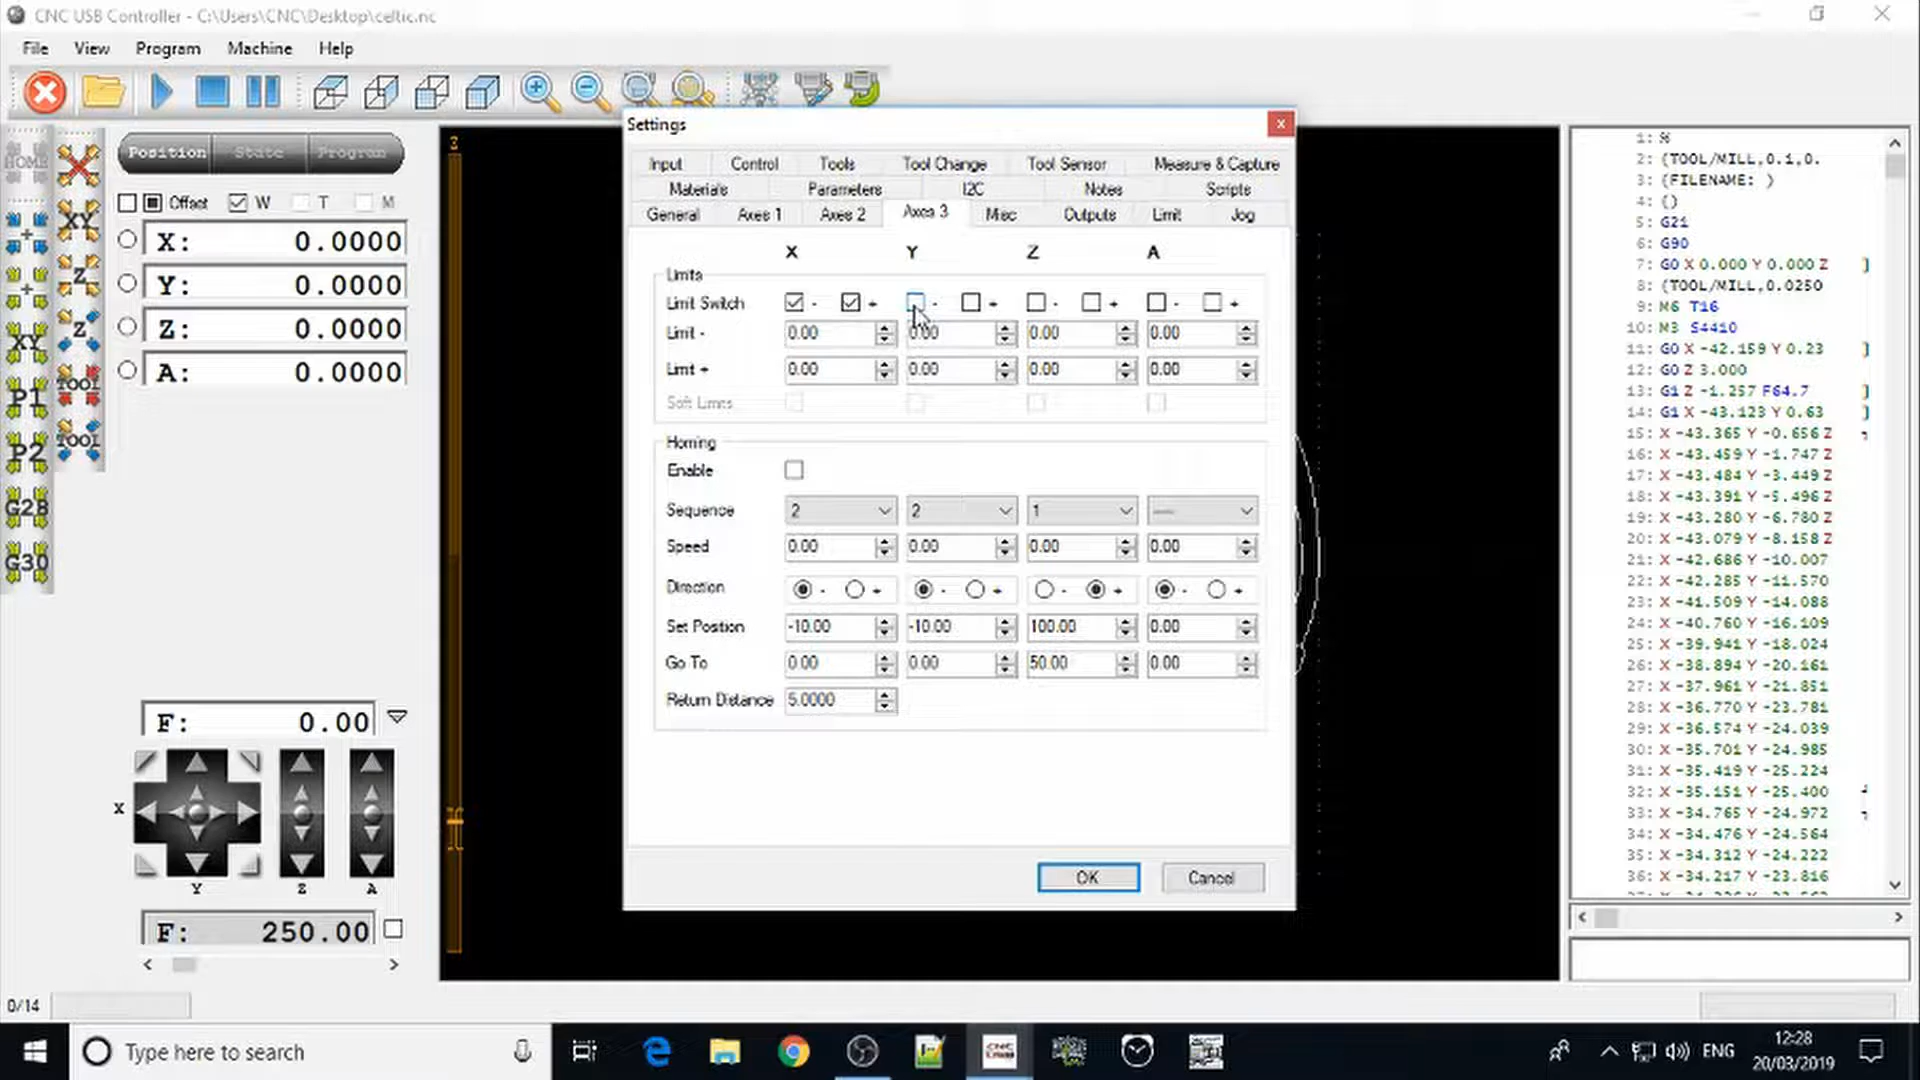 CNC USB Controller - C:\Users\CNC\Desktop\celtic.nc
File View Program Machine Help
HOME
XY
Z
Z
XY
P1
TOOL
P2
TOOL
G28
G30
Position State Program
Offset W T M
X: 0.0000
Y: 0.0000
Z: 0.0000
A: 0.0000
F: 0.00
X
Y Z A
F: 250.00
0/14
Settings
Input Control Tools Tool Change Tool Sensor Measure & Capture
Materials Parameters I2C Notes Scripts
General Axes 1 Axes 2 Axes 3 Misc Outputs Limit Jog
X Y Z A
Limits
Limit Switch - + - + - + - +
Limit - 0.00 0.00 0.00 0.00
Limit + 0.00 0.00 0.00 0.00
Soft Limits
Homing
Enable
Sequence 2 2 1 ---
Speed 0.00 0.00 0.00 0.00
Direction - + - + - + - +
Set Position -10.00 -10.00 100.00 0.00
Go To 0.00 0.00 50.00 0.00
Return Distance 5.0000
OK Cancel
1: %
2: (TOOL/MILL,0.1,0.
3: (FILENAME: )
4: ()
5: G21
6: G90
7: G0 X 0.000 Y 0.000 Z
8: (TOOL/MILL,0.0250
9: M6 T16
10: M3 S4410
11: G0 X -42.159 Y 0.23
12: G0 Z 3.000
13: G1 Z -1.257 F64.7
14: G1 X -43.123 Y 0.63
15: X -43.365 Y -0.656 Z
16: X -43.459 Y -1.747 Z
17: X -43.484 Y -3.449 Z
18: X -43.391 Y -5.496 Z
19: X -43.280 Y -6.780 Z
20: X -43.079 Y -8.158 Z
21: X -42.686 Y -10.007
22: X -42.285 Y -11.570
23: X -41.509 Y -14.088
24: X -40.760 Y -16.109
25: X -39.941 Y -18.024
26: X -38.894 Y -20.161
27: X -37.961 Y -21.851
28: X -36.770 Y -23.781
29: X -36.574 Y -24.039
30: X -35.701 Y -24.985
31: X -35.419 Y -25.224
32: X -35.151 Y -25.400
33: X -34.765 Y -24.972
34: X -34.476 Y -24.564
35: X -34.312 Y -24.222
36: X -34.217 Y -23.816
Type here to search
CNC
ENG
12:28
20/03/2019